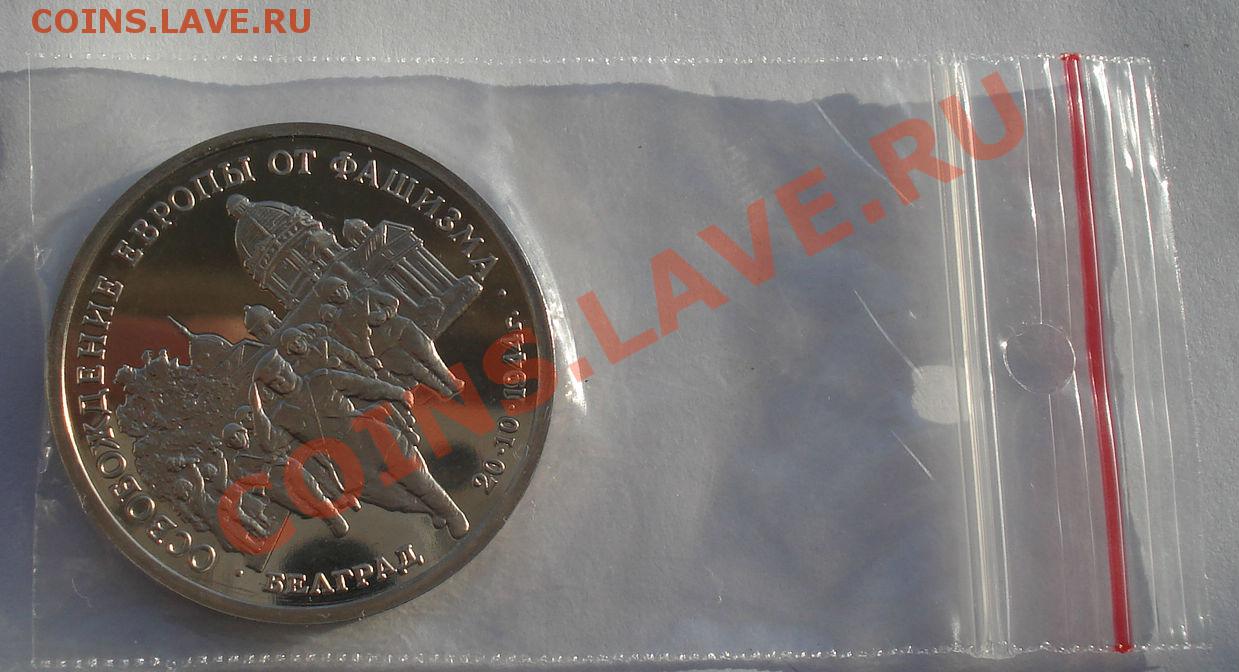 COINS.LAVE.RU
ОСВОБОЖДЕНИЕ ЕВРОПЫ ОТ ФАШИЗМА
· 20·10·1944г.
· БЕЛГРАД
COINS.LAVE.RU